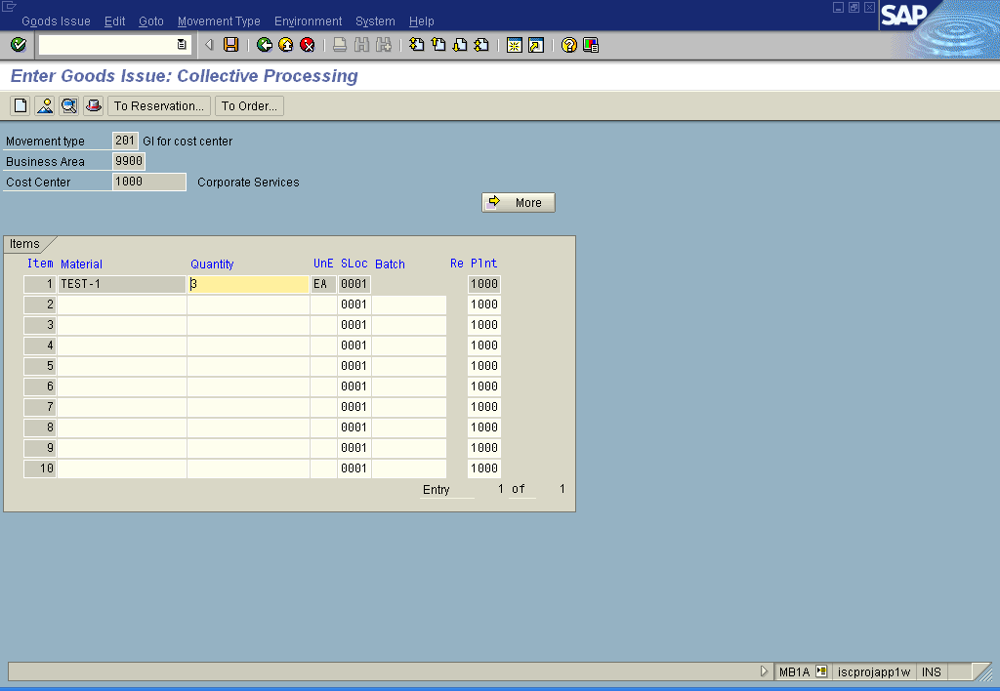 Goods Issue Edit Goto Movement Type Environment System Help
SAP
Enter Goods Issue: Collective Processing
To Reservation... To Order...
Movement type 201 GI for cost center
Business Area 9900
Cost Center 1000 Corporate Services
More
Items
Item Material Quantity UnE SLoc Batch Re Plnt
1 TEST-1 3 EA 0001 1000
2 0001 1000
3 0001 1000
4 0001 1000
5 0001 1000
6 0001 1000
7 0001 1000
8 0001 1000
9 0001 1000
10 0001 1000
Entry 1 of 1
MB1A iscprojapp1w INS